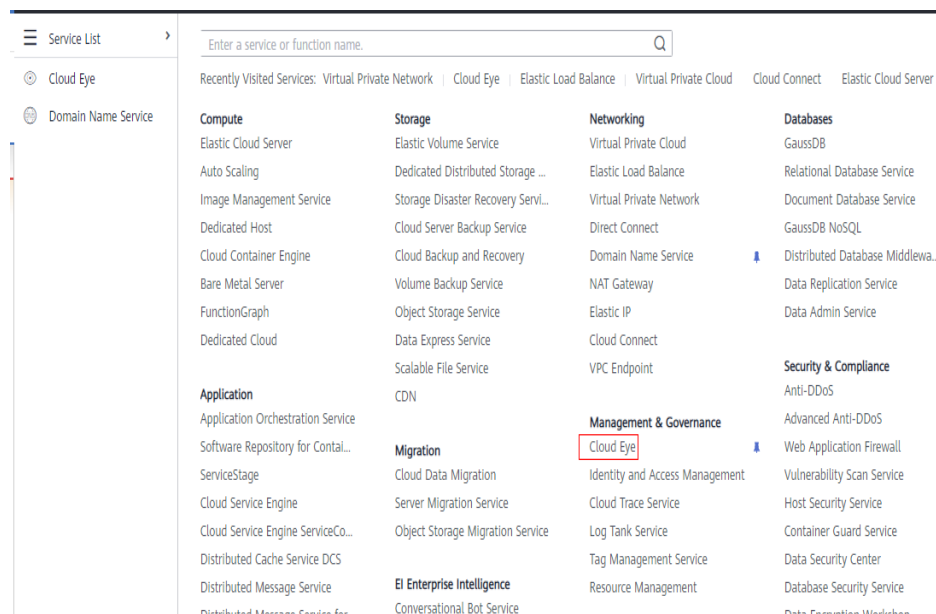 Service List
Cloud Eye
Domain Name Service
Enter a service or function name.
Recently Visited Services: Virtual Private Network | Cloud Eye | Elastic Load Balance | Virtual Private Cloud Cloud Connect Elastic Cloud Server
Compute
Elastic Cloud Server
Auto Scaling
Image Management Service
Dedicated Host
Cloud Container Engine
Bare Metal Server
FunctionGraph
Dedicated Cloud
Application
Application Orchestration Service
Software Repository for Contai...
ServiceStage
Cloud Service Engine
Cloud Service Engine ServiceCo...
Distributed Cache Service DCS
Distributed Message Service
Distributed Message Service for
Storage
Elastic Volume Service
Dedicated Distributed Storage ...
Storage Disaster Recovery Servi...
Cloud Server Backup Service
Cloud Backup and Recovery
Volume Backup Service
Object Storage Service
Data Express Service
Scalable File Service
CDN
Migration
Cloud Data Migration
Server Migration Service
Object Storage Migration Service
EI Enterprise Intelligence
Conversational Bot Service
Networking
Virtual Private Cloud
Elastic Load Balance
Virtual Private Network
Direct Connect
Domain Name Service
NAT Gateway
Elastic IP
Cloud Connect
VPC Endpoint
Management & Governance
Cloud Eye
Identity and Access Management
Cloud Trace Service
Log Tank Service
Tag Management Service
Resource Management
Databases
GaussDB
Relational Database Service
Document Database Service
GaussDB NoSQL
Distributed Database Middlewa..
Data Replication Service
Data Admin Service
Security & Compliance
Anti-DDoS
Advanced Anti-DDoS
Web Application Firewall
Vulnerability Scan Service
Host Security Service
Container Guard Service
Data Security Center
Database Security Service
Data Encryption Workshop